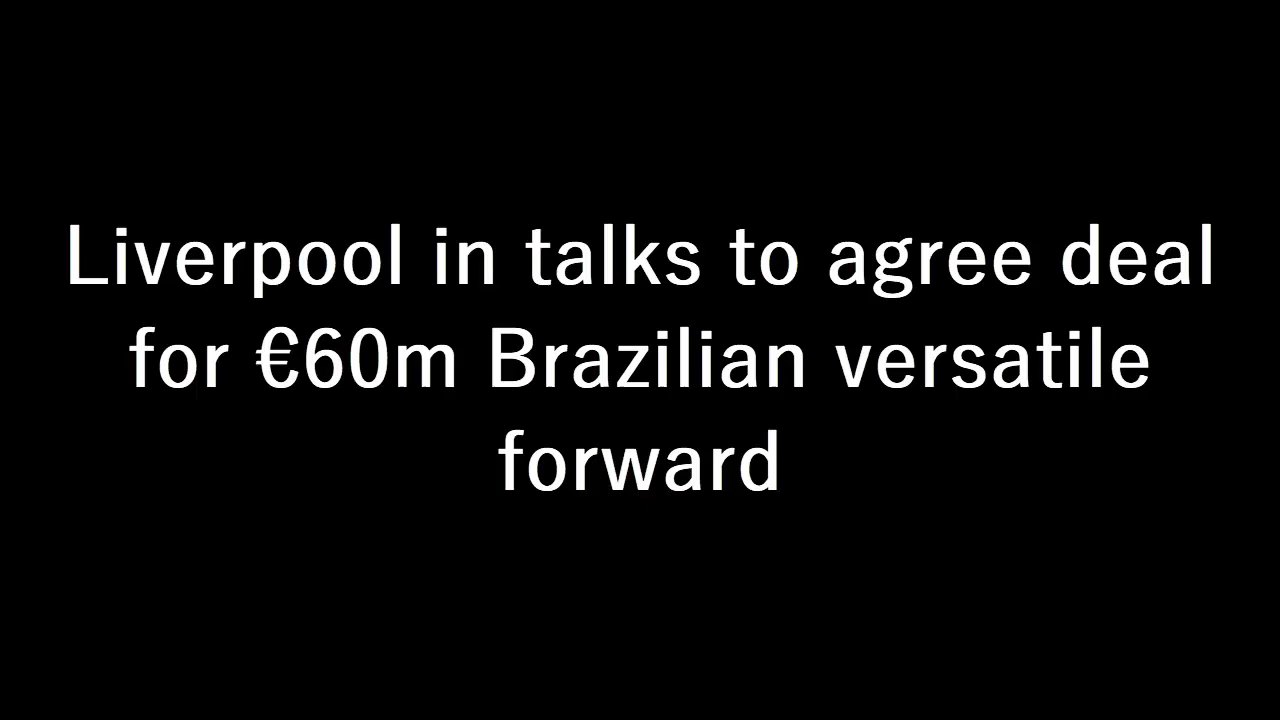 Liverpool in talks to agree deal
for €60m Brazilian versatile
forward